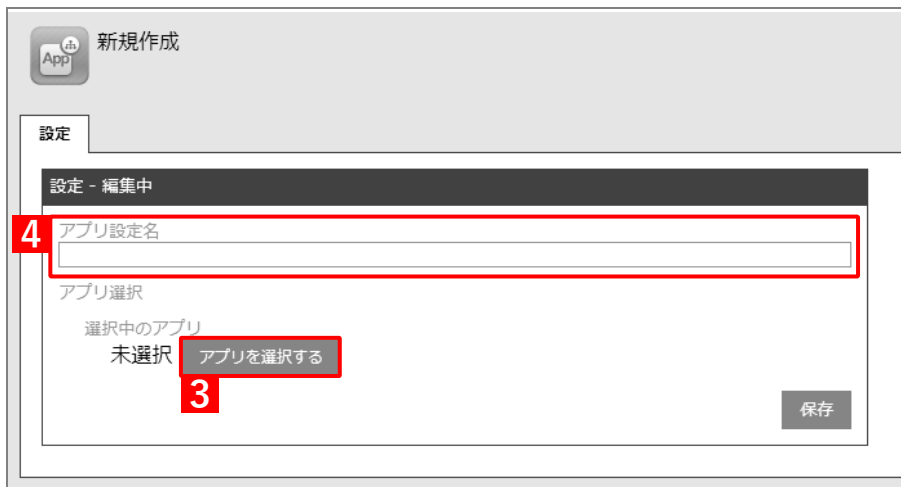 App
新規作成
設定
設定 - 編集中
4
アプリ設定名
アプリ選択
選択中のアプリ
未選択 アプリを選択する
3
保存